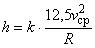 h = k · 12,5v²ср / R